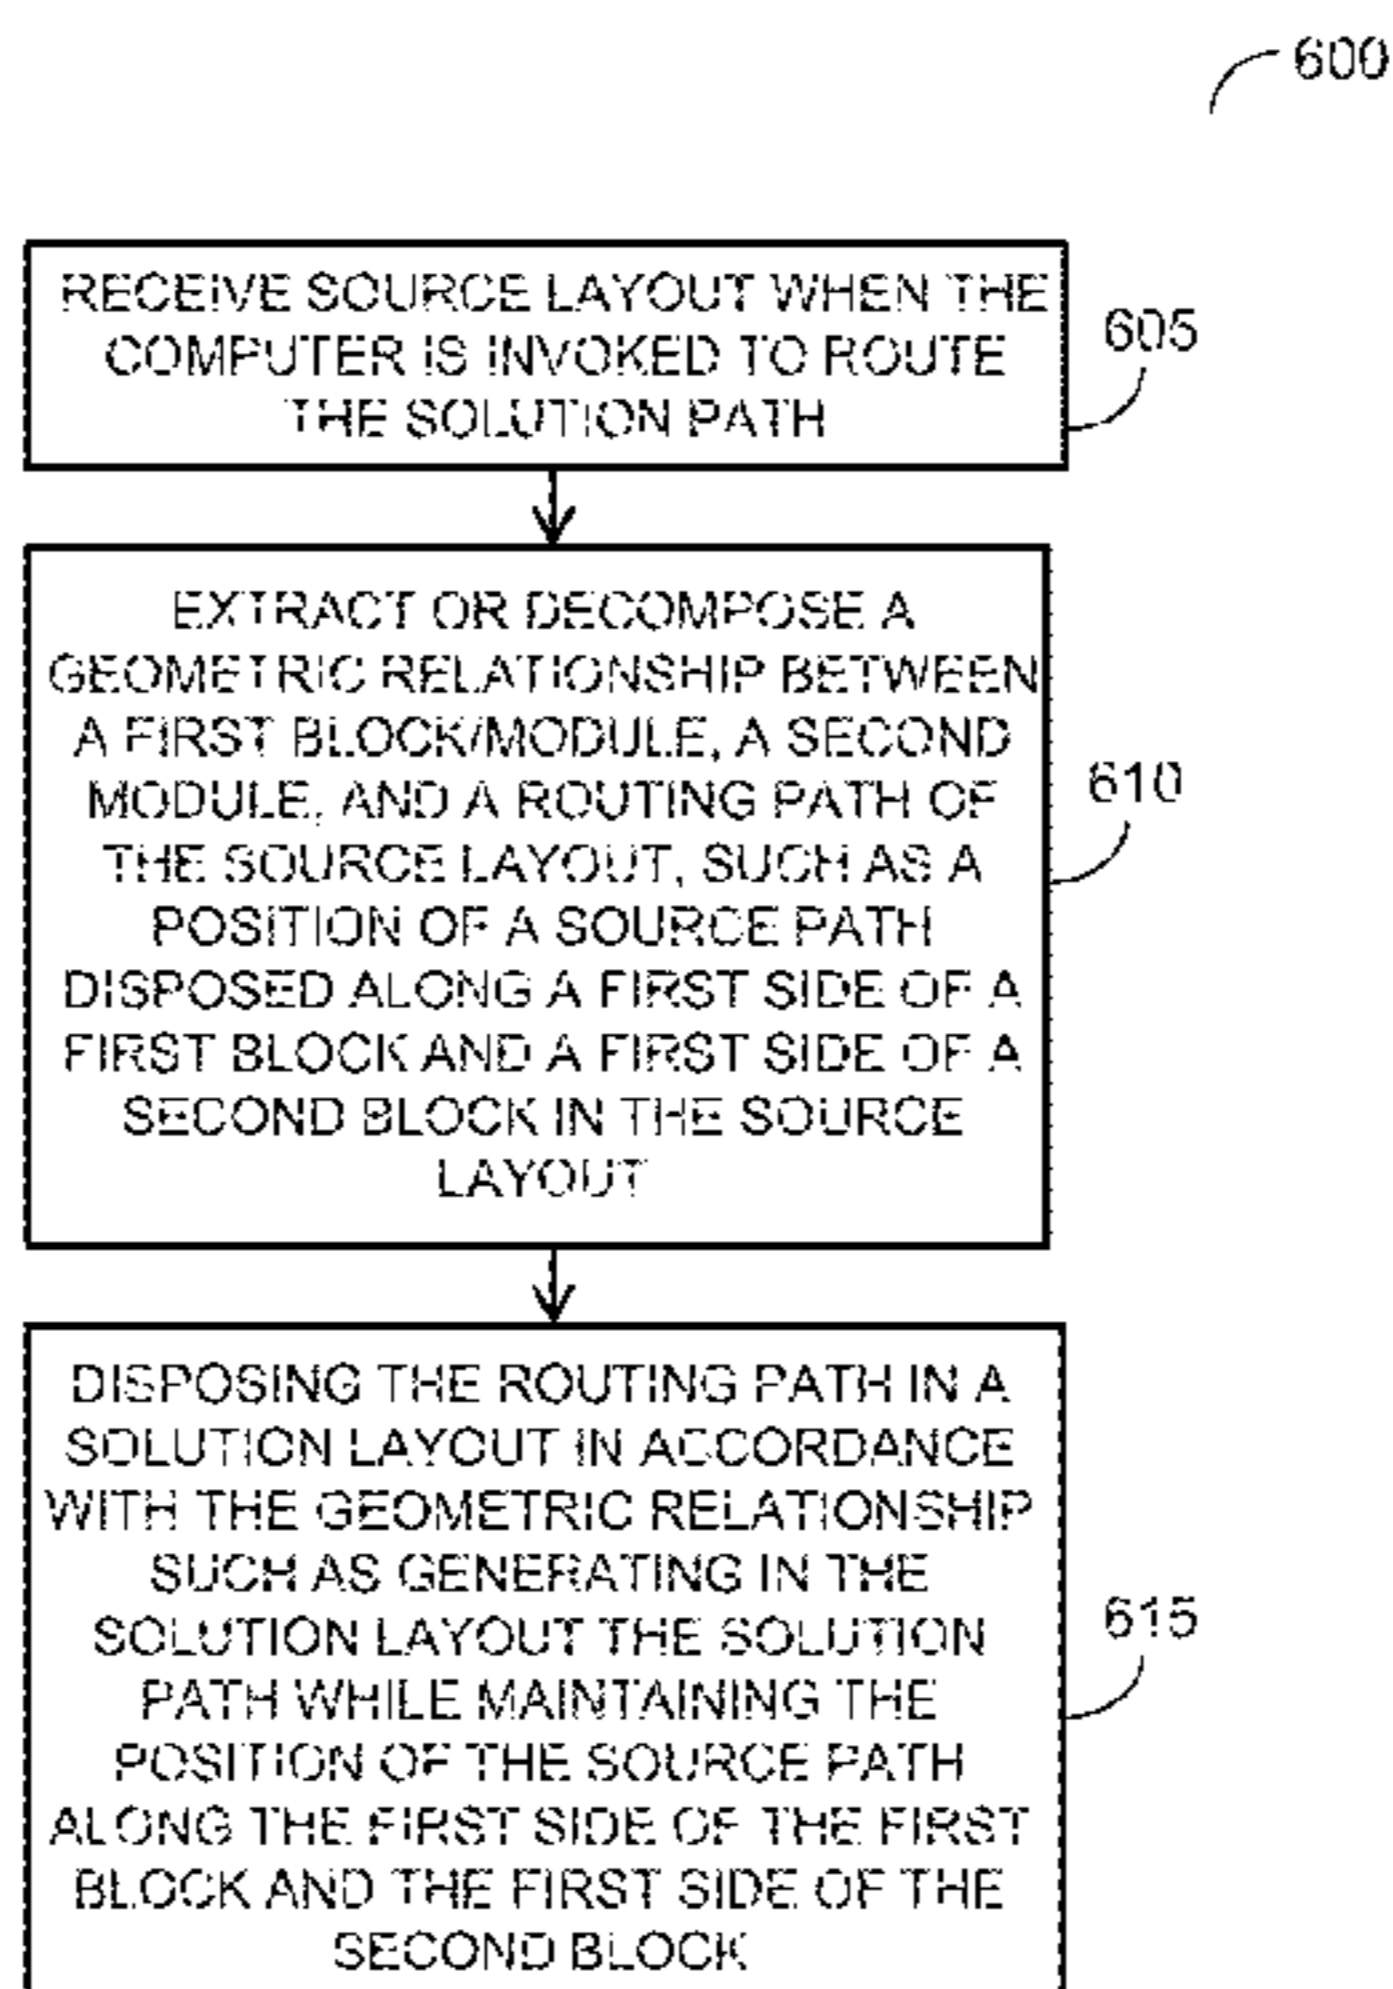 600
RECEIVE SOURCE LAYOUT WHEN THE
COMPUTER IS INVOKED TO ROUTE
THE SOLUTION PATH
605
EXTRACT OR DECOMPOSE A
GEOMETRIC RELATIONSHIP BETWEEN
A FIRST BLOCK/MODULE, A SECOND
MODULE, AND A ROUTING PATH OF
THE SOURCE LAYOUT, SUCH AS A
POSITION OF A SOURCE PATH
DISPOSED ALONG A FIRST SIDE OF A
FIRST BLOCK AND A FIRST SIDE OF A
SECOND BLOCK IN THE SOURCE
LAYOUT
610
DISPOSING THE ROUTING PATH IN A
SOLUTION LAYOUT IN ACCORDANCE
WITH THE GEOMETRIC RELATIONSHIP
SUCH AS GENERATING IN THE
SOLUTION LAYOUT THE SOLUTION
PATH WHILE MAINTAINING THE
POSITION OF THE SOURCE PATH
ALONG THE FIRST SIDE OF THE FIRST
BLOCK AND THE FIRST SIDE OF THE
SECOND BLOCK
615